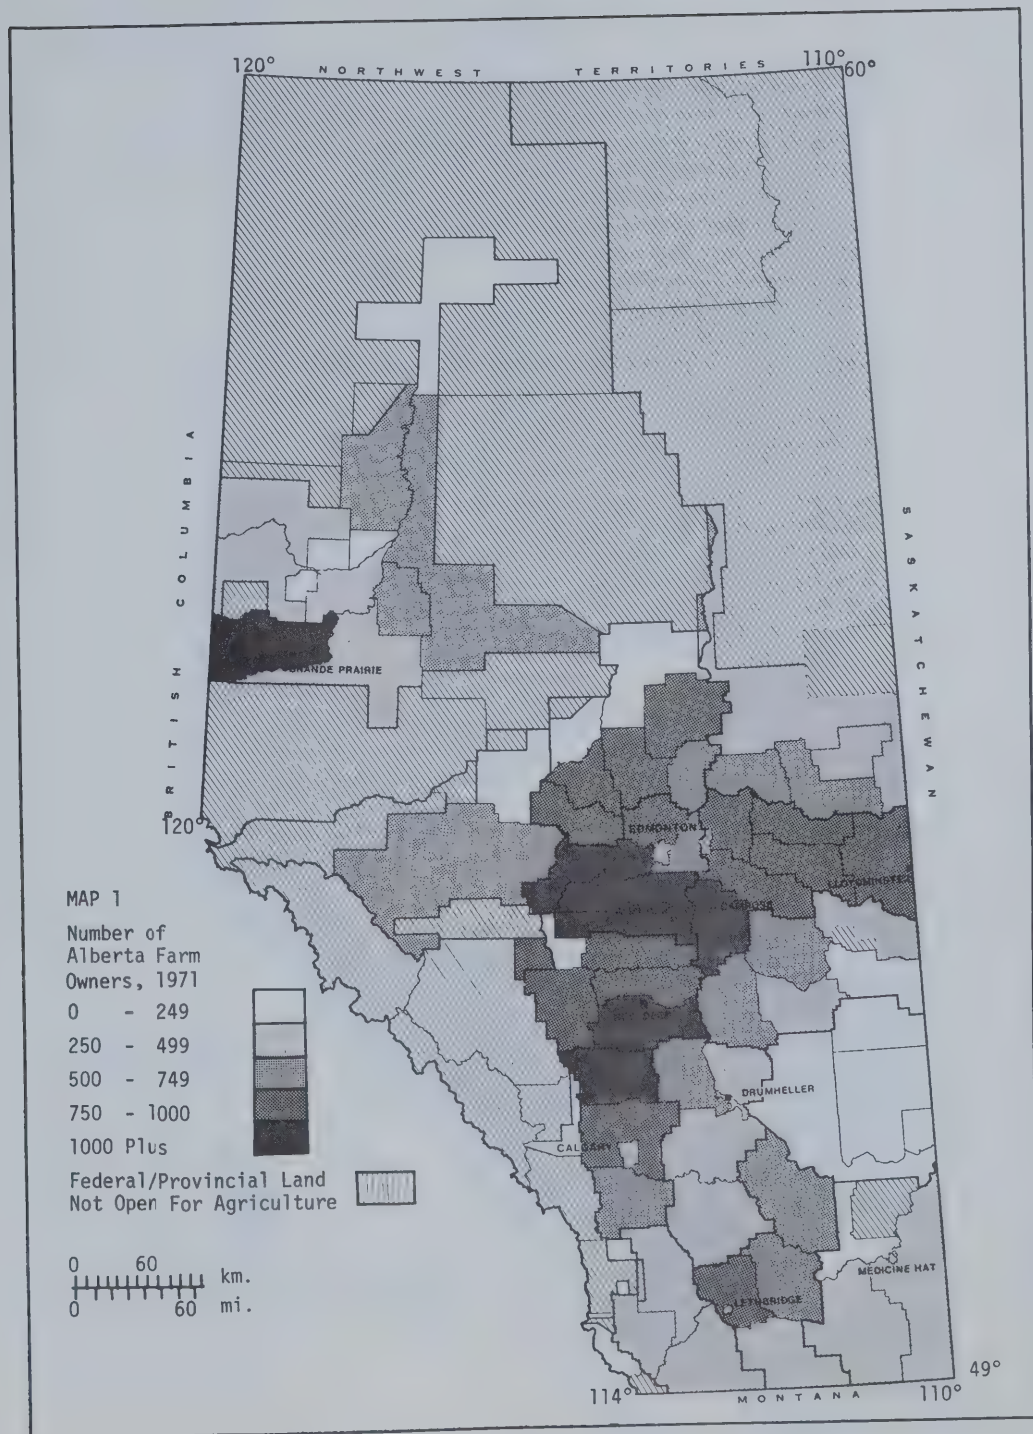 120°
NORTHWEST TERRITORIES
110°
60°
BRITISH COLUMBIA
SASKATCHEWAN
GRANDE PRAIRIE
120°
EDMONTON
LLOYDMINSTER
CAMROSE
RED DEER
DRUMHELLER
CALGARY
MEDICINE HAT
LETHBRIDGE
MAP 1
Number of
Alberta Farm
Owners, 1971
0 - 249
250 - 499
500 - 749
750 - 1000
1000 Plus
Federal/Provincial Land
Not Open For Agriculture
0 60 km.
0 60 mi.
49°
114°
MONTANA
110°